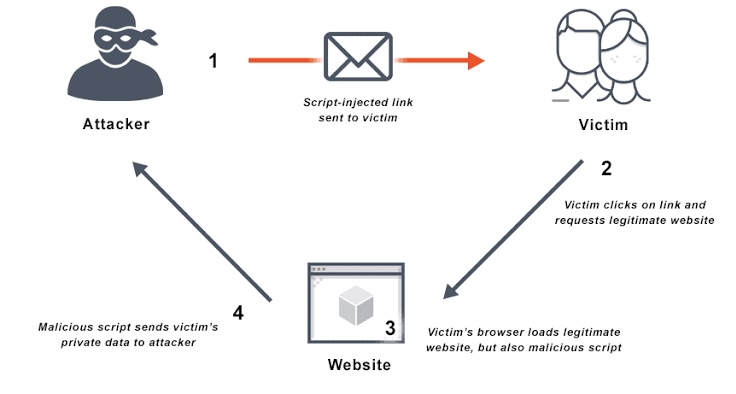 1
Script-injected link
sent to victim
Attacker
Victim
2
Victim clicks on link and
requests legitimate website
3
Victim's browser loads legitimate
website, but also malicious script
Website
4
Malicious script sends victim's
private data to attacker